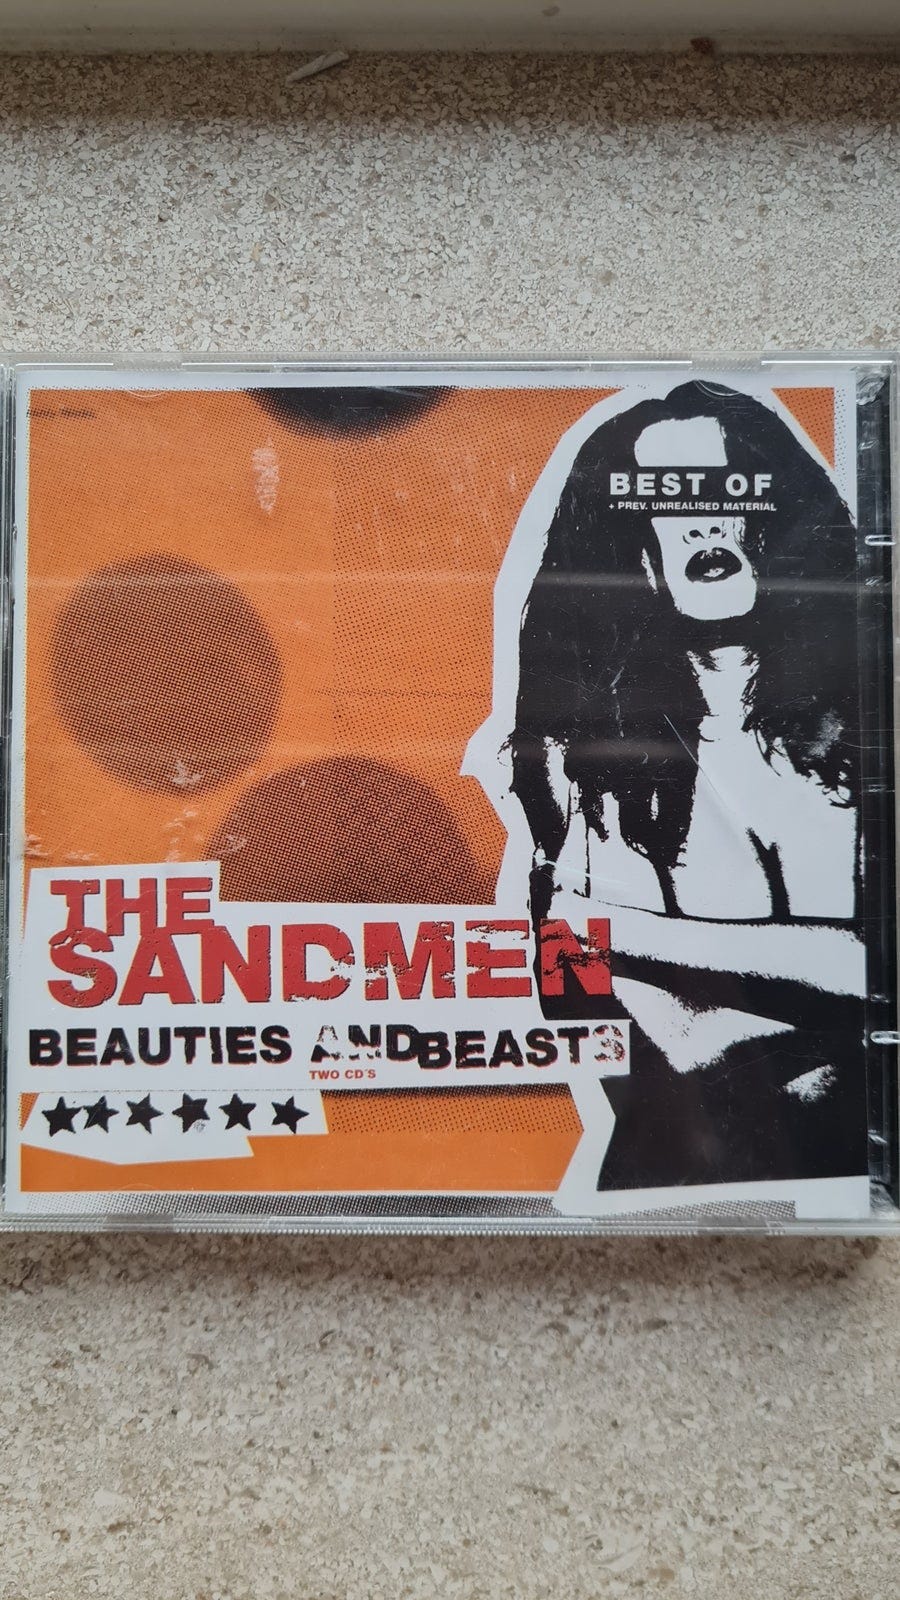 BEST OF
+ PREV. UNREALISED MATERIAL
THE
SANDMEN
BEAUTIES AND BEASTS
TWO CD'S